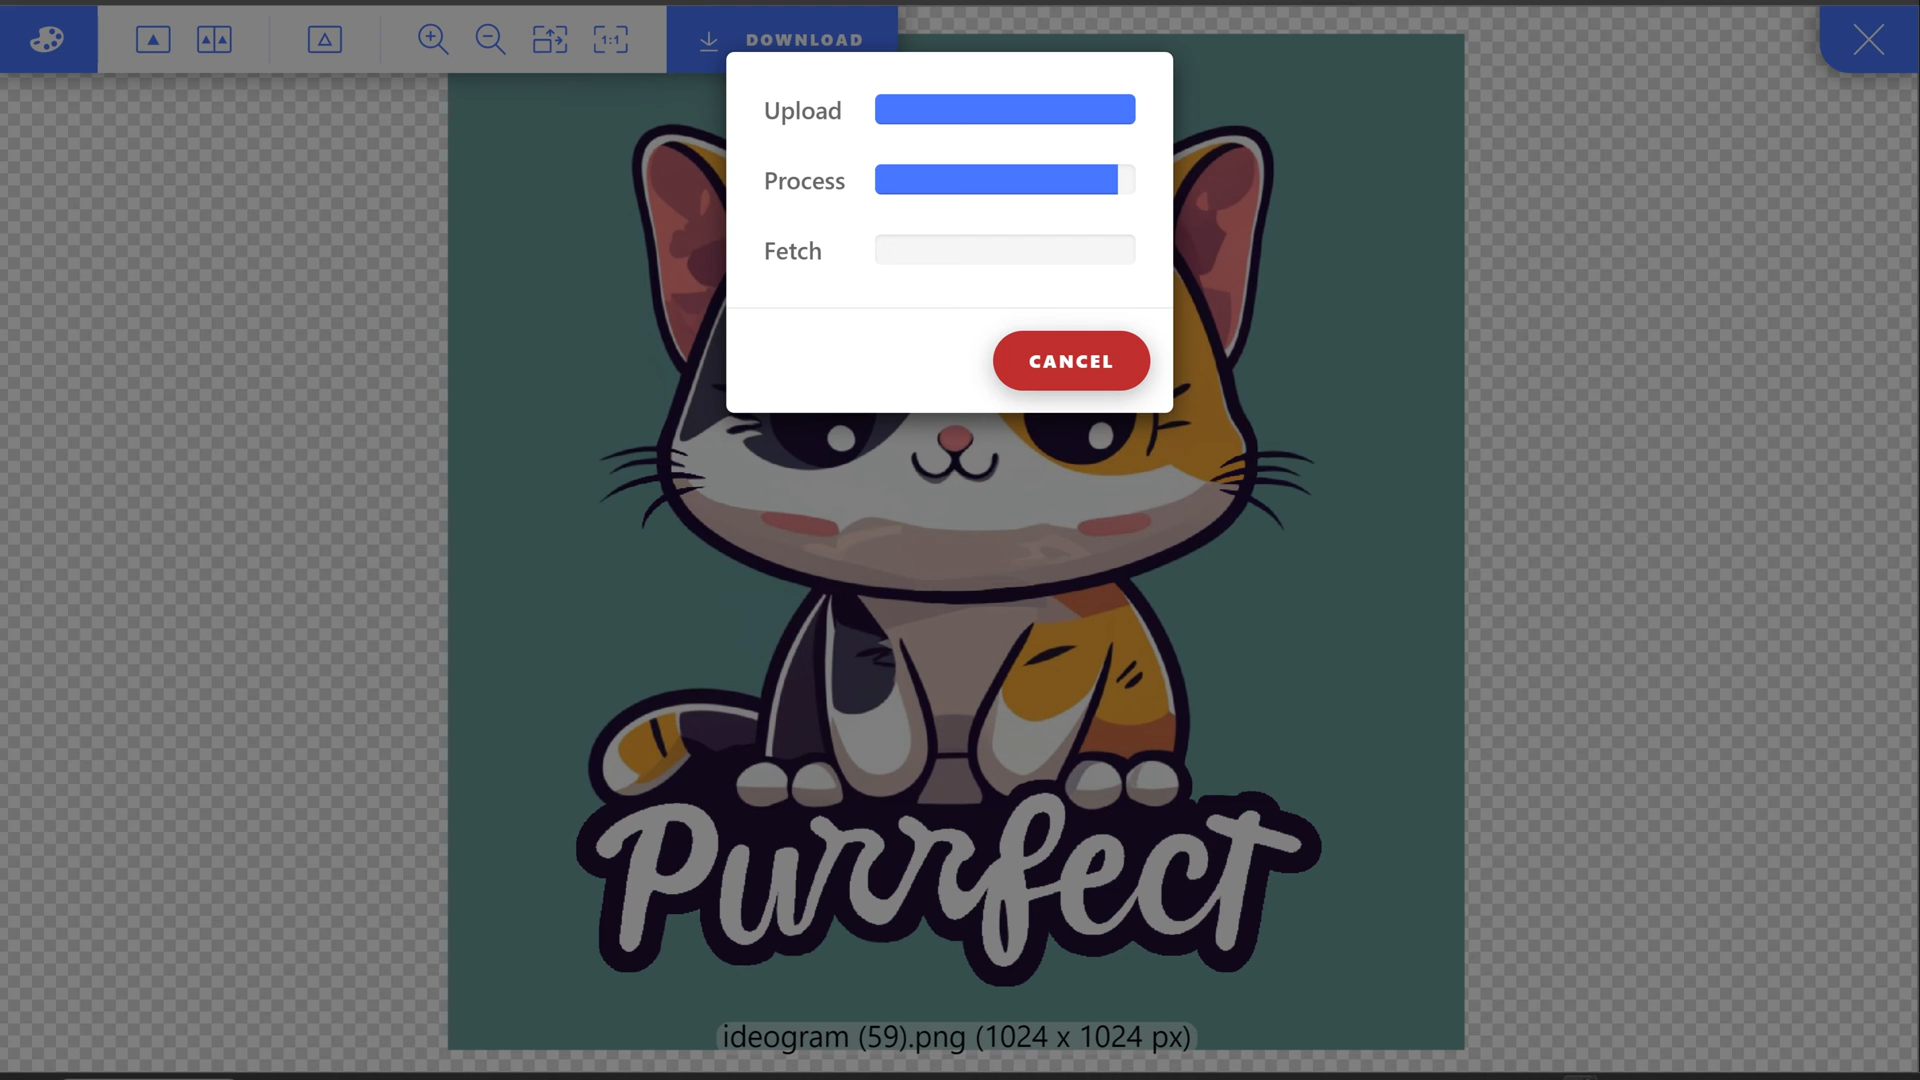 1:1
DOWNLOAD
Upload
Process
Fetch
CANCEL
Purrfect
ideogram (59).png (1024 x 1024 px)